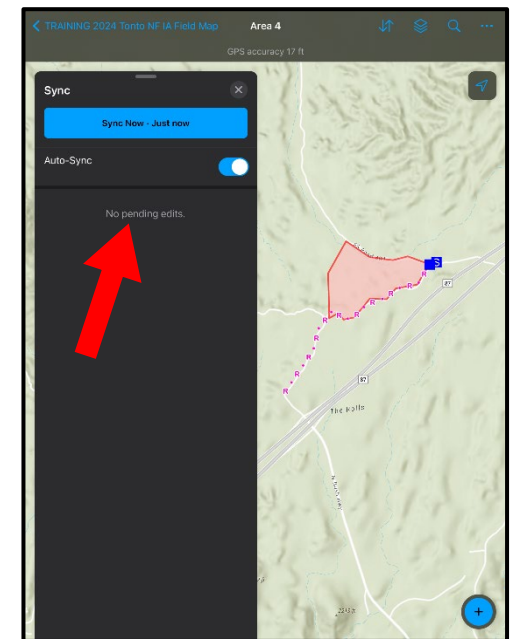 TRAINING 2024 Tonto NF IA Field Map
Area 4
GPS accuracy 17 ft
Sync
Sync Now - Just now
Auto-Sync
No pending edits.
S
R
87
R
R
R
R
R
R
R
R
87
R
R
The Rolls